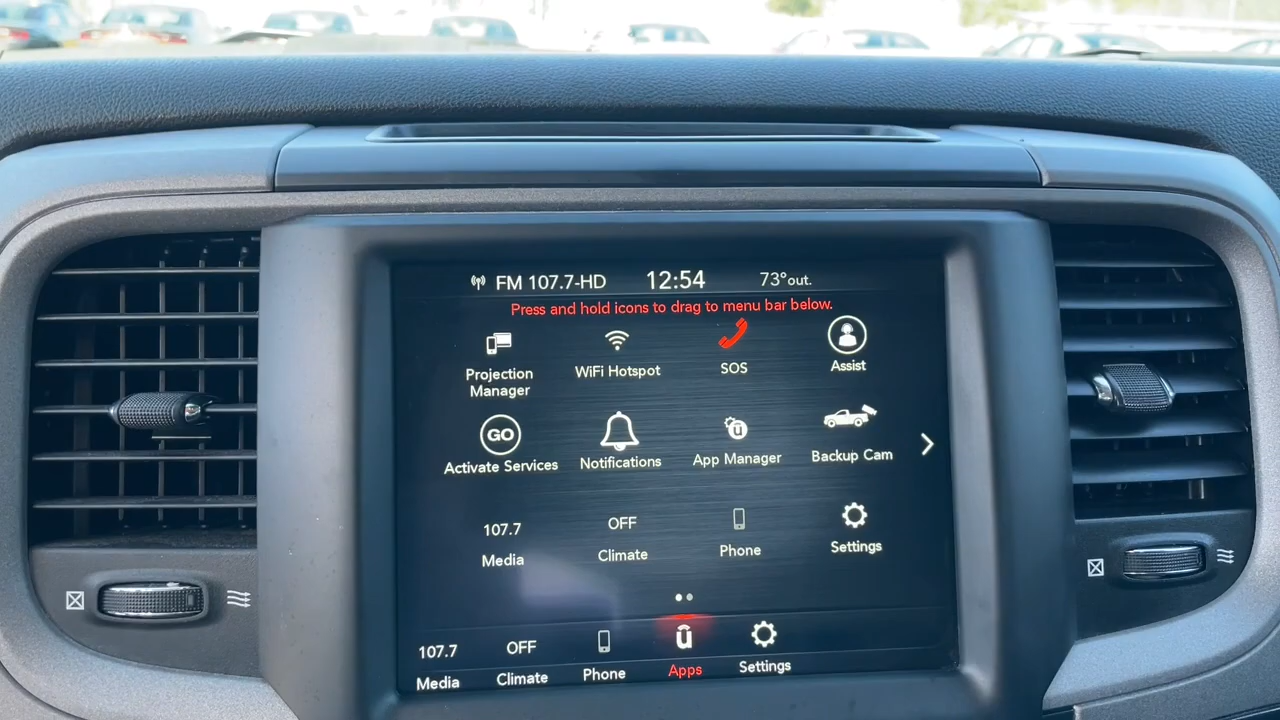 FM 107.7-HD 12:54 73°out.
Press and hold icons to drag to menu bar below.
Projection
Manager
WiFi Hotspot
SOS
Assist
GO
Activate Services
Notifications
App Manager
Backup Cam
107.7
Media
OFF
Climate
Phone
Settings
107.7
Media
OFF
Climate
Phone
Apps
Settings